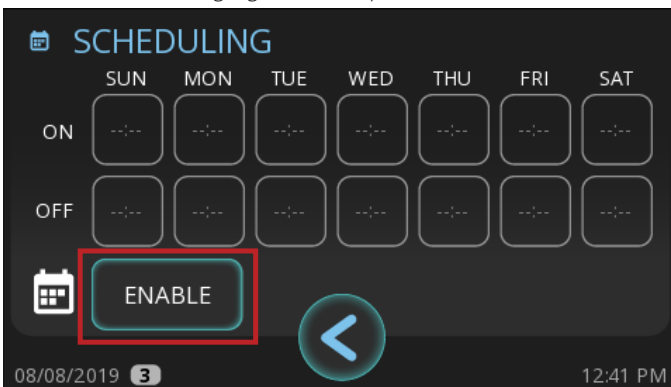 SCHEDULING
SUN MON TUE WED THU FRI SAT
ON --:-- --:-- --:-- --:-- --:-- --:-- --:--
OFF --:-- --:-- --:-- --:-- --:-- --:-- --:--
ENABLE
08/08/2019 3 12:41 PM